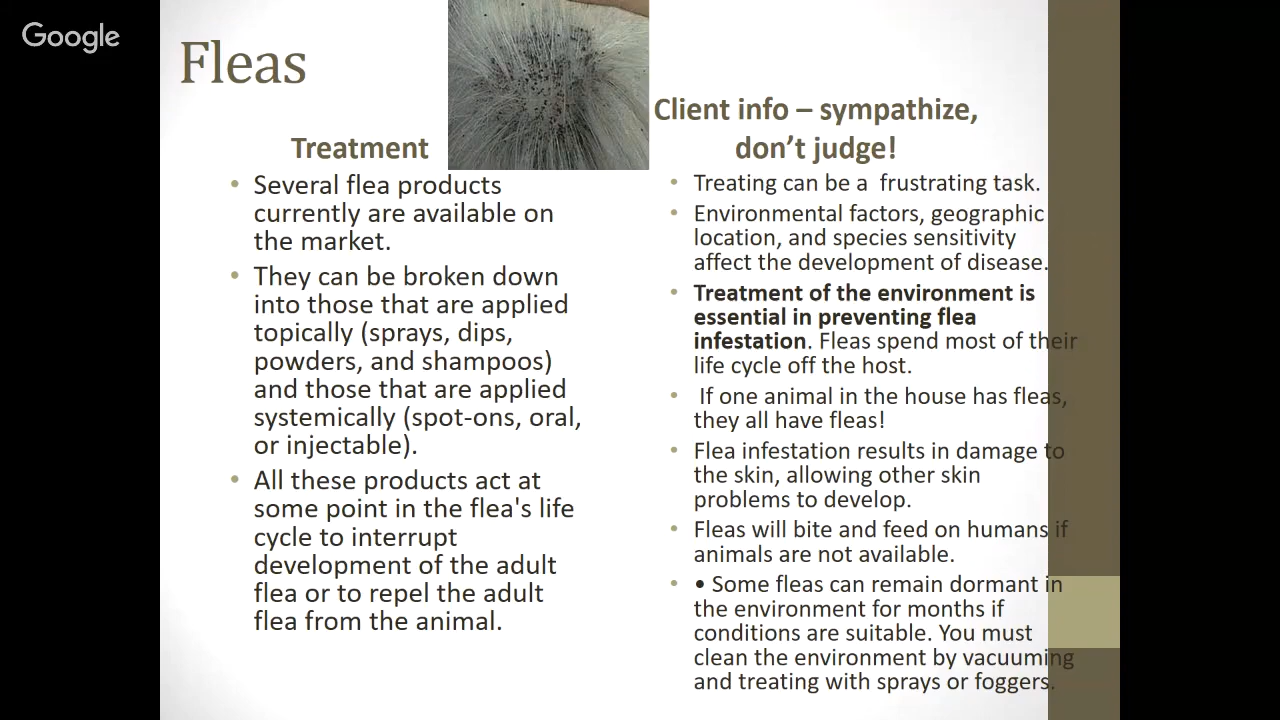 Google
Fleas
Treatment
• Several flea products
currently are available on
the market.
• They can be broken down
into those that are applied
topically (sprays, dips,
powders, and shampoos)
and those that are applied
systemically (spot-ons, oral,
or injectable).
• All these products act at
some point in the flea's life
cycle to interrupt
development of the adult
flea or to repel the adult
flea from the animal.
Client info – sympathize,
don’t judge!
• Treating can be a  frustrating task.
• Environmental factors, geographic
location, and species sensitivity
affect the development of disease.
• Treatment of the environment is
essential in preventing flea
infestation. Fleas spend most of their
life cycle off the host.
•  If one animal in the house has fleas,
they all have fleas!
• Flea infestation results in damage to
the skin, allowing other skin
problems to develop.
• Fleas will bite and feed on humans if
animals are not available.
• • Some fleas can remain dormant in
the environment for months if
conditions are suitable. You must
clean the environment by vacuuming
and treating with sprays or foggers.